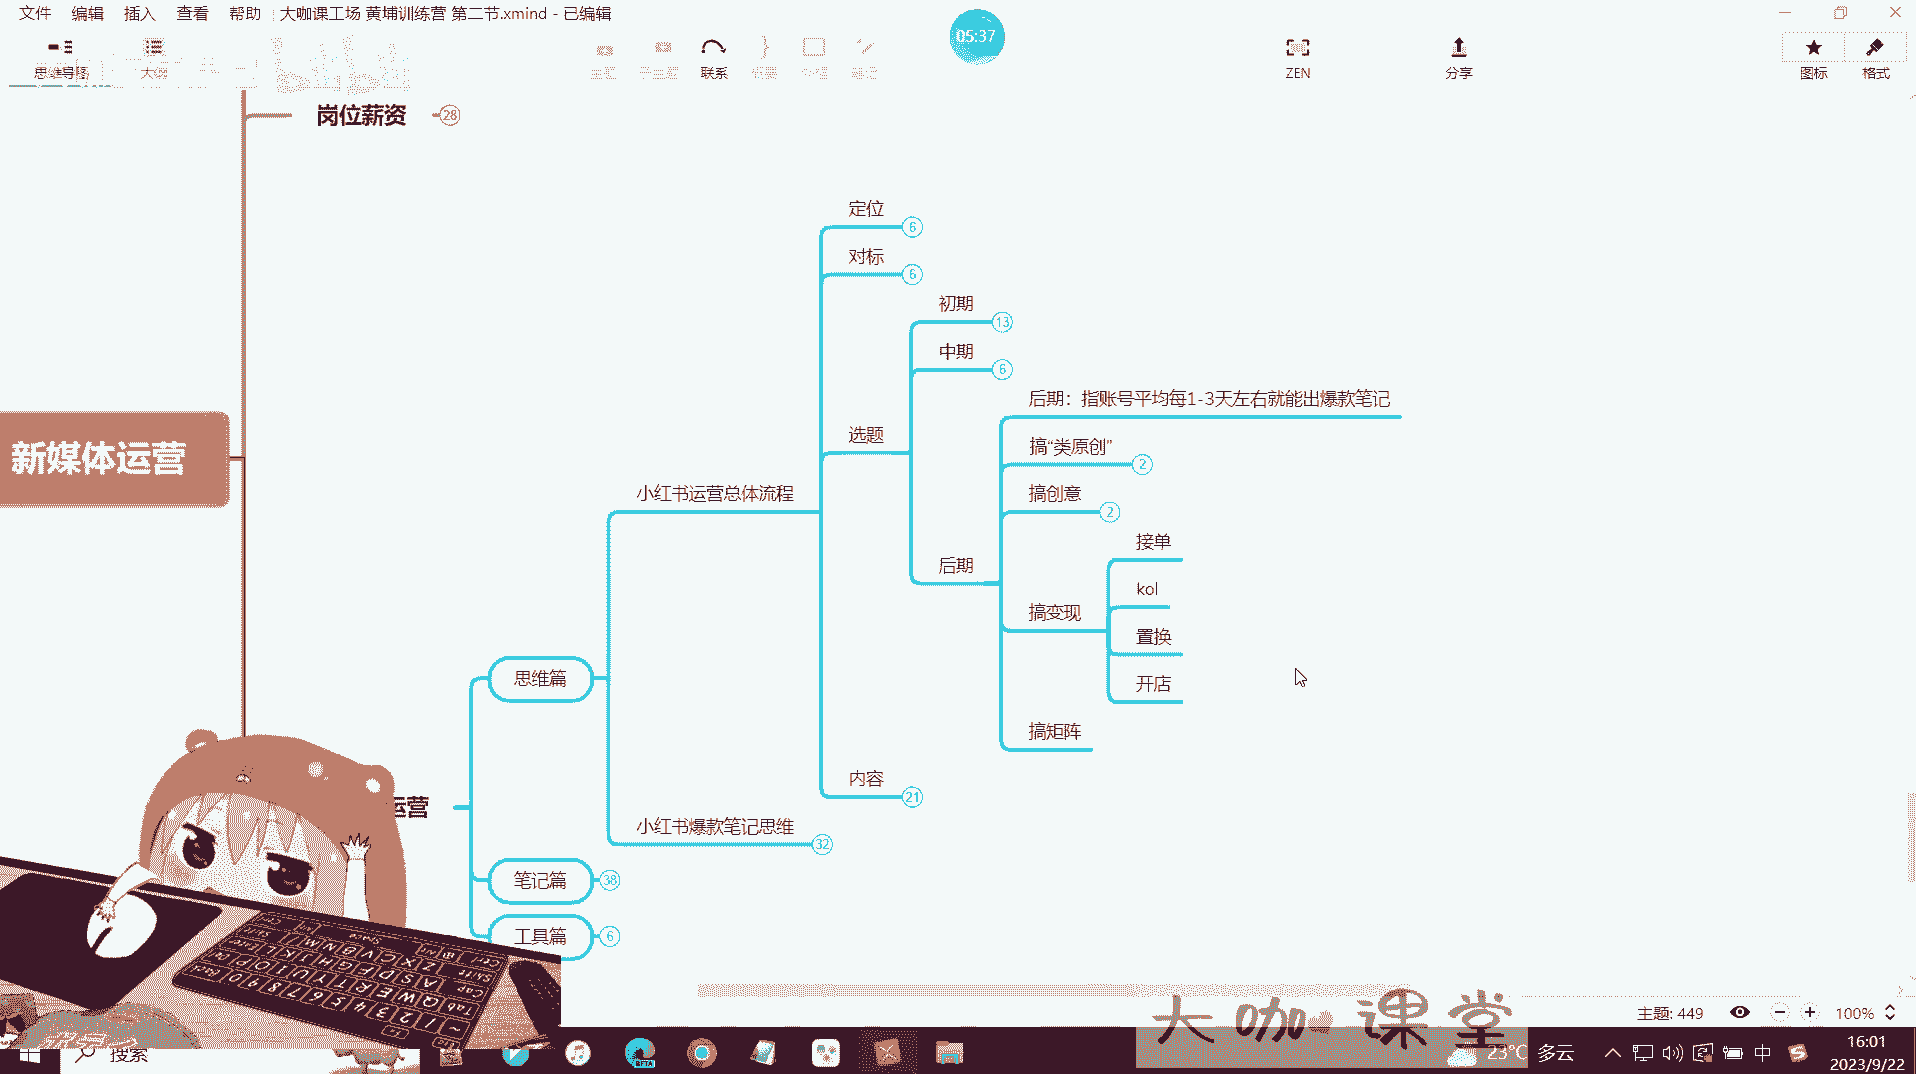 文件 编辑 插入 查看 帮助 大咖课工场 黄埔训练营 第二节.xmind - 已编辑
05:37
思维导图 大纲 联系 ZEN 分享 图标 格式
岗位薪资 28
定位 6
对标 6
初期 13
中期 6
后期：指账号平均每1-3天左右就能出爆款笔记
选题
搞“类原创” 2
新媒体运营
小红书运营总体流程
搞创意 2
接单
后期
kol
搞变现
置换
思维篇
开店
搞矩阵
内容 21
运营
小红书爆款笔记思维 32
笔记篇 38
工具篇 6
大咖课堂
主题: 449 100%
搜索
23°C 多云
中
16:01
2023/9/22